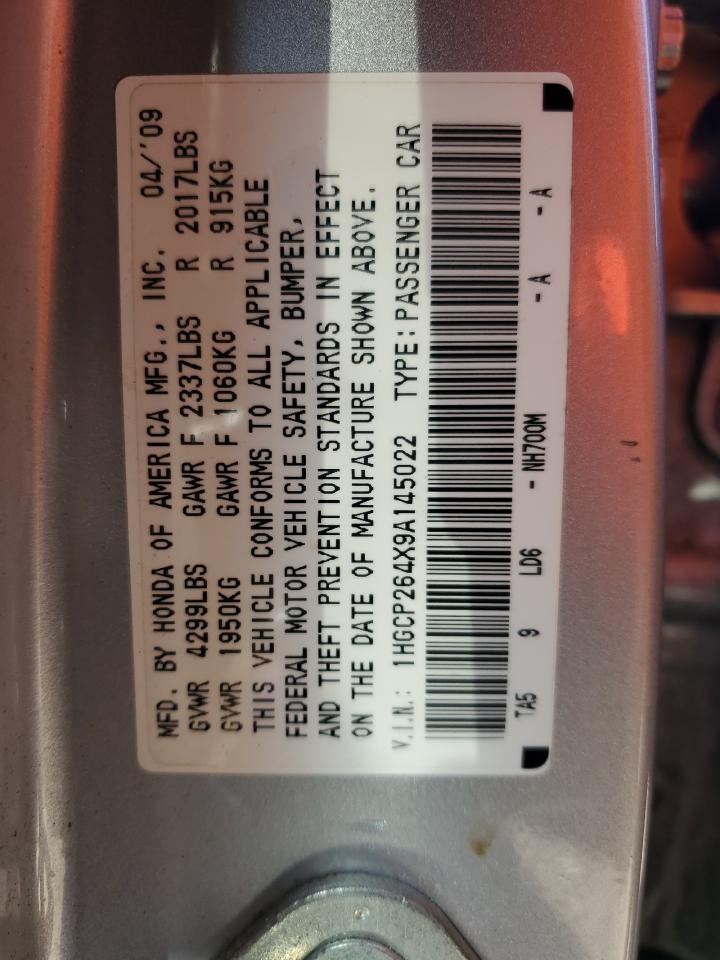 MFD. BY HONDA OF AMERICA MFG., INC. 04/'09
GVWR 4299LBS GAWR F 2337LBS R 2017LBS
GVWR 1950KG GAWR F 1060KG R 915KG
THIS VEHICLE CONFORMS TO ALL APPLICABLE
FEDERAL MOTOR VEHICLE SAFETY, BUMPER,
AND THEFT PREVENTION STANDARDS IN EFFECT
ON THE DATE OF MANUFACTURE SHOWN ABOVE.
V.I.N.: 1HGCP264X9A145022 TYPE:PASSENGER CAR
TA5 9 LD6 - NH700M - A - A